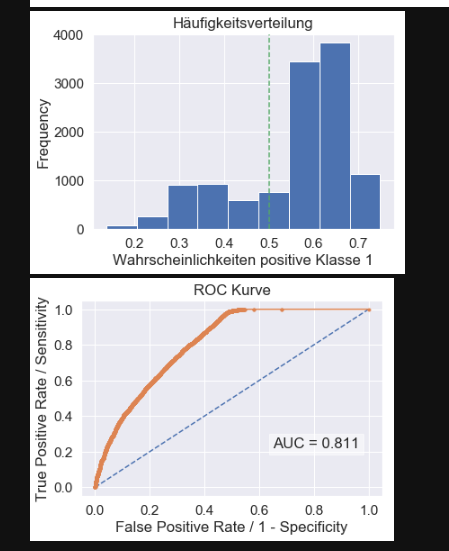 Häufigkeitsverteilung
4000
3000
2000
1000
0
Frequency
0.2 0.3 0.4 0.5 0.6 0.7
Wahrscheinlichkeiten positive Klasse 1
ROC Kurve
1.0
0.8
0.6
0.4
0.2
0.0
True Positive Rate / Sensitivity
AUC = 0.811
0.0 0.2 0.4 0.6 0.8 1.0
False Positive Rate / 1 - Specificity